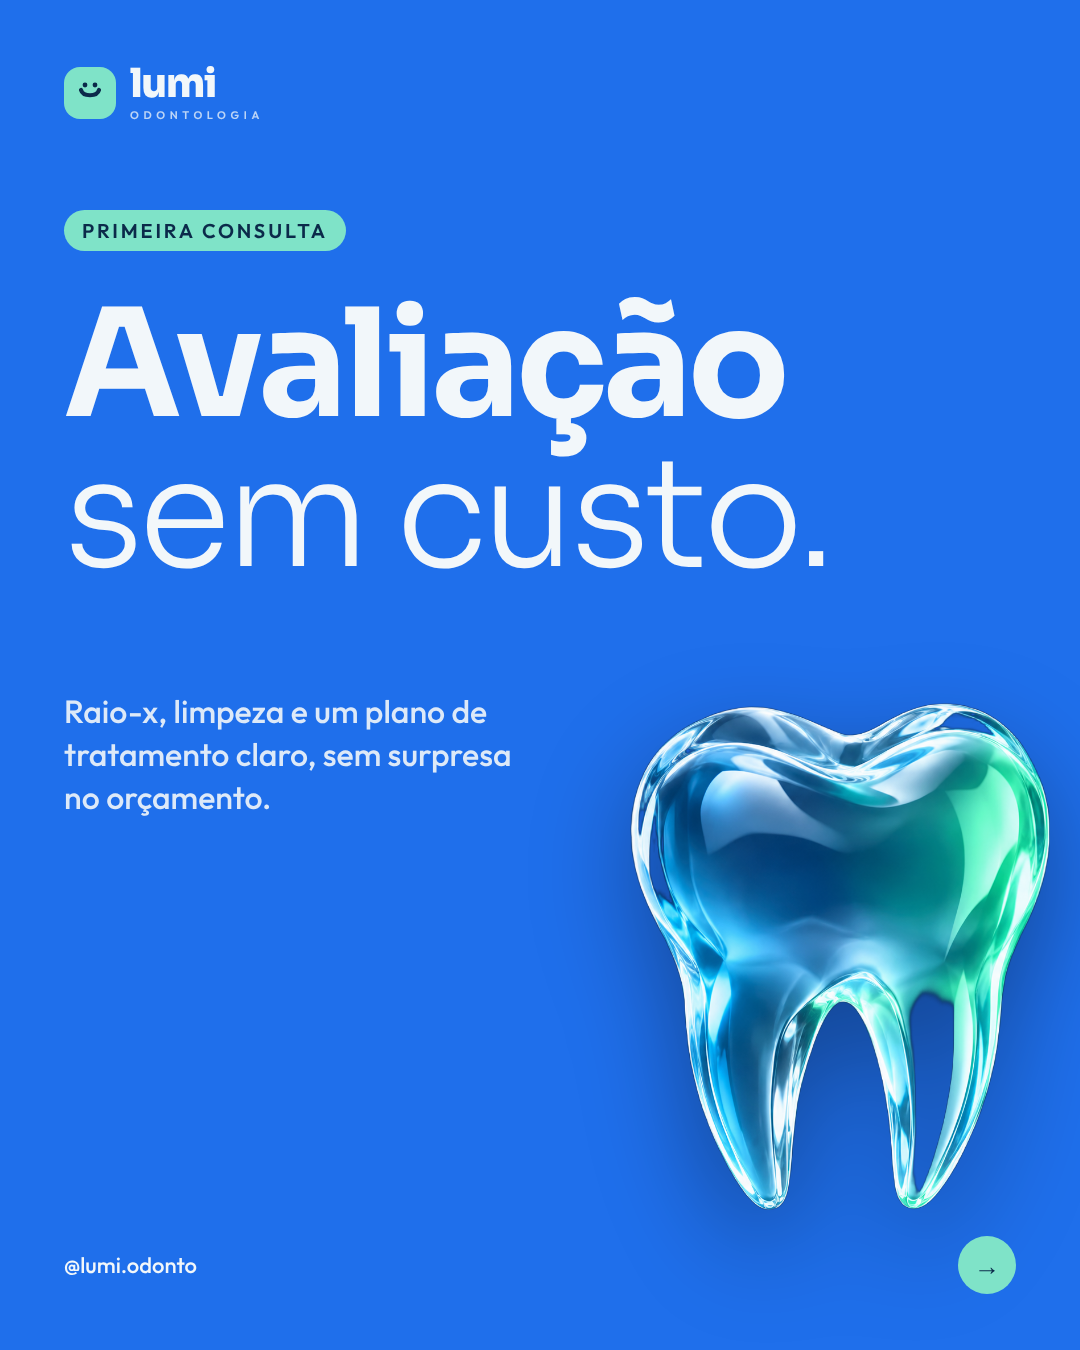 lumi
ODONTOLOGIA
PRIMEIRA CONSULTA
Avaliação
sem custo.
Raio-x, limpeza e um plano de
tratamento claro, sem surpresa
no orçamento.
@lumi.odonto
→